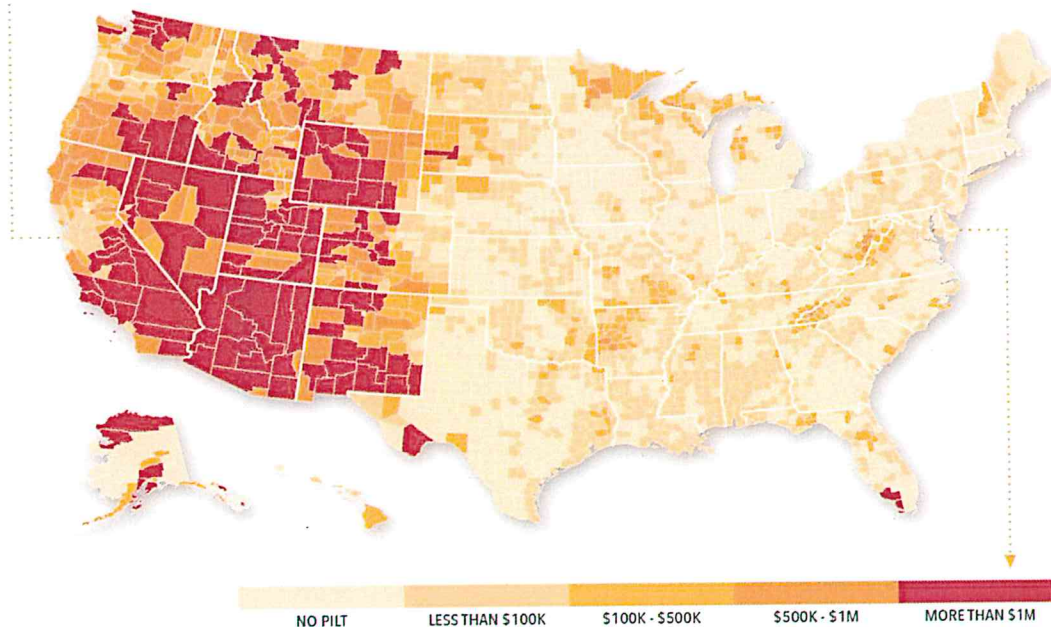 NO PILT
LESS THAN $100K
$100K - $500K
$500K - $1M
MORE THAN $1M